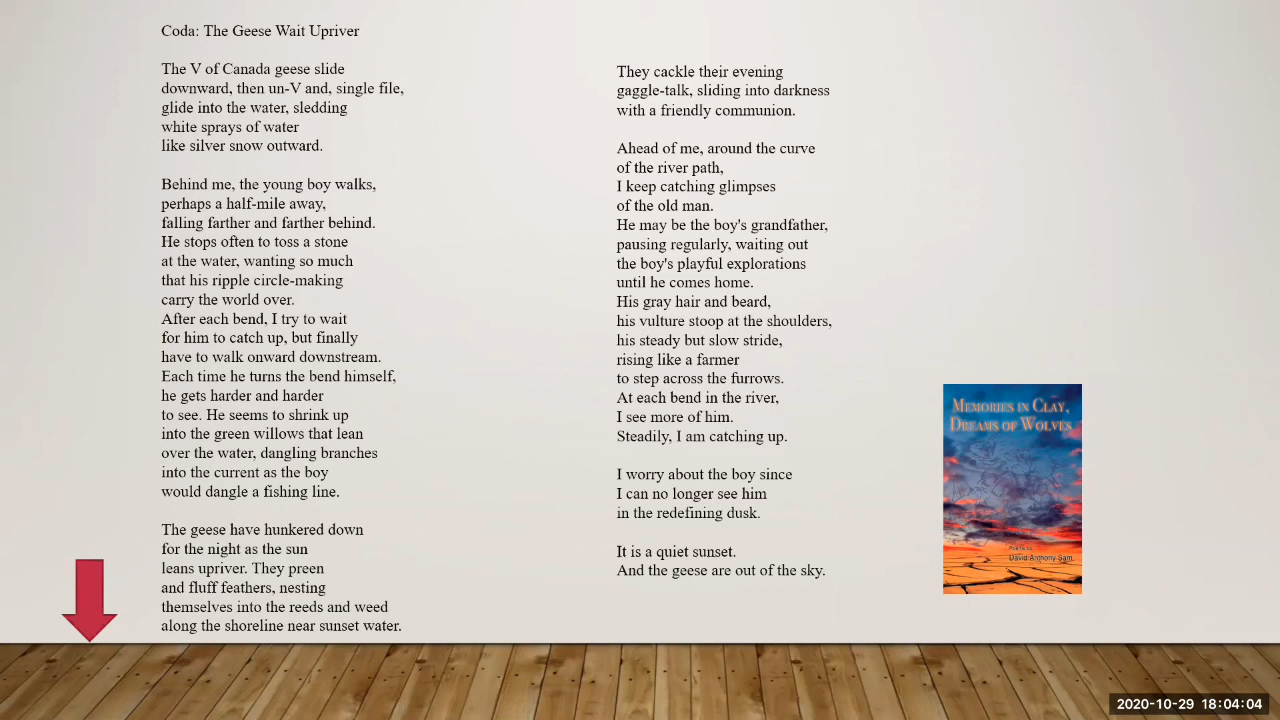 Coda: The Geese Wait Upriver
The V of Canada geese slide
downward, then un-V and, single file,
glide into the water, sledding
white sprays of water
like silver snow outward.
Behind me, the young boy walks,
perhaps a half-mile away,
falling farther and farther behind.
He stops often to toss a stone
at the water, wanting so much
that his ripple circle-making
carry the world over.
After each bend, I try to wait
for him to catch up, but finally
have to walk onward downstream.
Each time he turns the bend himself,
he gets harder and harder
to see. He seems to shrink up
into the green willows that lean
over the water, dangling branches
into the current as the boy
would dangle a fishing line.
The geese have hunkered down
for the night as the sun
leans upriver. They preen
and fluff feathers, nesting
themselves into the reeds and weed
along the shoreline near sunset water.
They cackle their evening
gaggle-talk, sliding into darkness
with a friendly communion.
Ahead of me, around the curve
of the river path,
I keep catching glimpses
of the old man.
He may be the boy's grandfather,
pausing regularly, waiting out
the boy's playful explorations
until he comes home.
His gray hair and beard,
his vulture stoop at the shoulders,
his steady but slow stride,
rising like a farmer
to step across the furrows.
At each bend in the river,
I see more of him.
Steadily, I am catching up.
I worry about the boy since
I can no longer see him
in the redefining dusk.
It is a quiet sunset.
And the geese are out of the sky.
MEMORIES IN CLAY,
DREAMS OF WOLVES
David Anthony Sam
2020-10-29 18:04:04